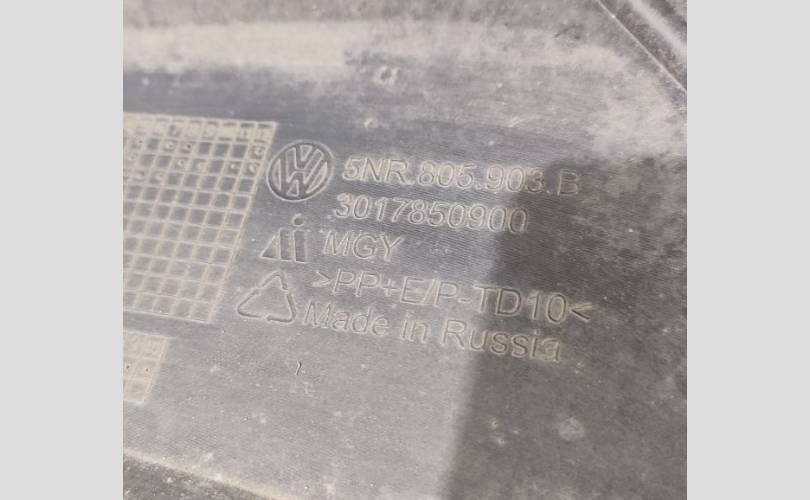 5NR.805.903.B
3017850900
MGY
>PP+E/P-TD10<
Made in Russia